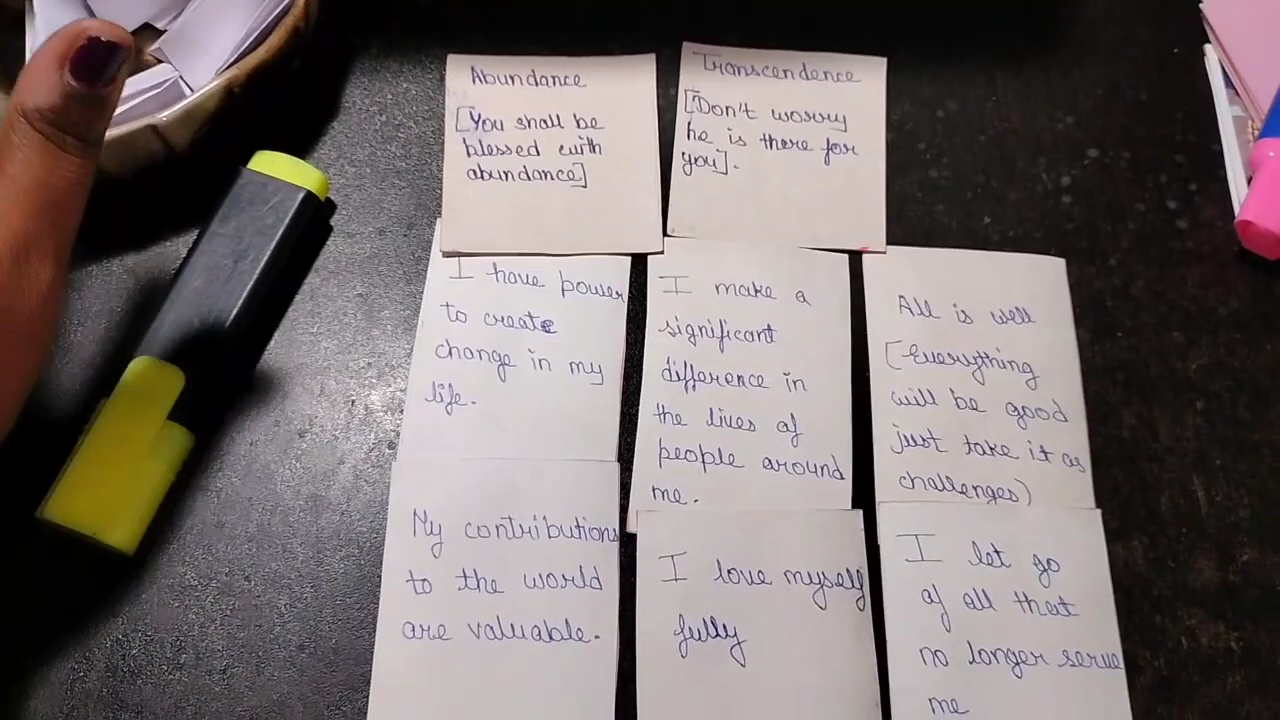 Abundance
[You shall be
blessed with
abundance]
Transcendence
[Don't worry
he is there for
you].
I have power
to create
change in my
life.
I make a
significant
difference in
the lives of
people around
me.
All is well
[Everything
will be good
just take it as
challenges)
My contributions
to the world
are valuable.
I love myself
fully
I let go
of all that
no longer serve
me